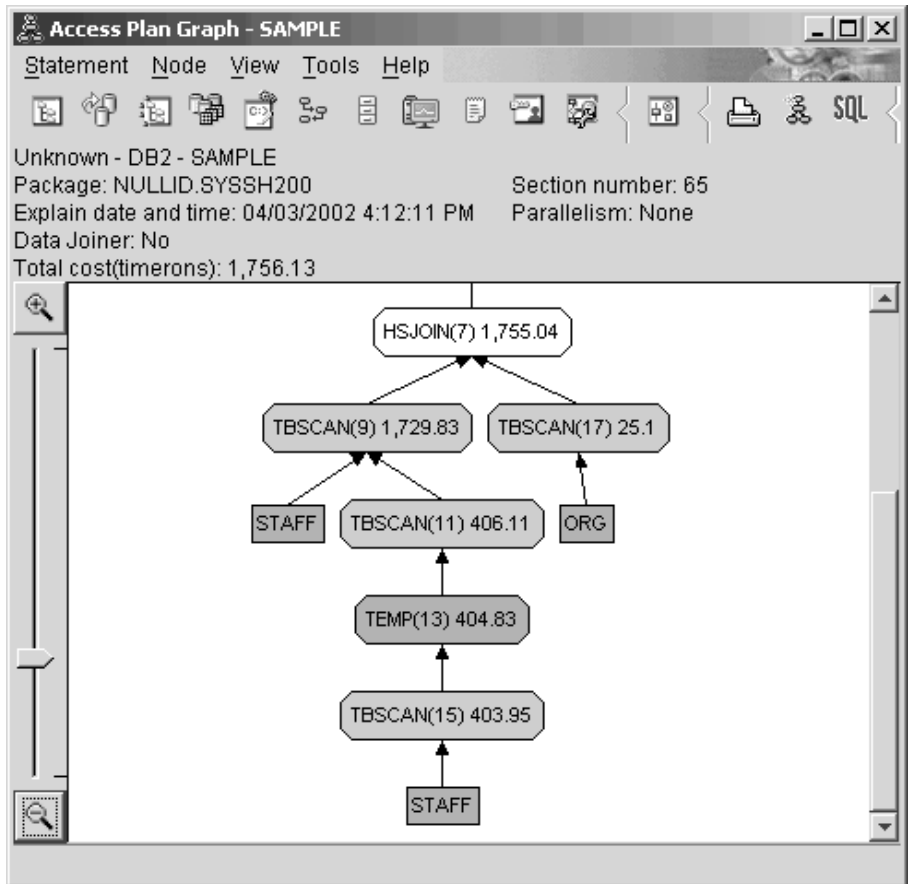 Access Plan Graph - SAMPLE
Statement Node View Tools Help
SQL
Unknown - DB2 - SAMPLE
Package: NULLID.SYSSH200 Section number: 65
Explain date and time: 04/03/2002 4:12:11 PM Parallelism: None
Data Joiner: No
Total cost(timerons): 1,756.13
HSJOIN(7) 1,755.04
TBSCAN(9) 1,729.83 TBSCAN(17) 25.1
STAFF TBSCAN(11) 406.11 ORG
TEMP(13) 404.83
TBSCAN(15) 403.95
STAFF